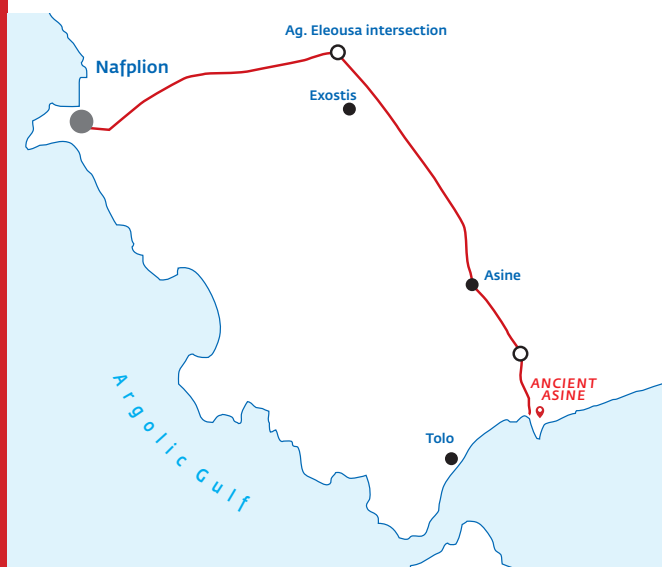 Ag. Eleousa intersection
Nafplion
Exostis
Asine
ANCIENT
ASINE
Argolic Gulf
Tolo